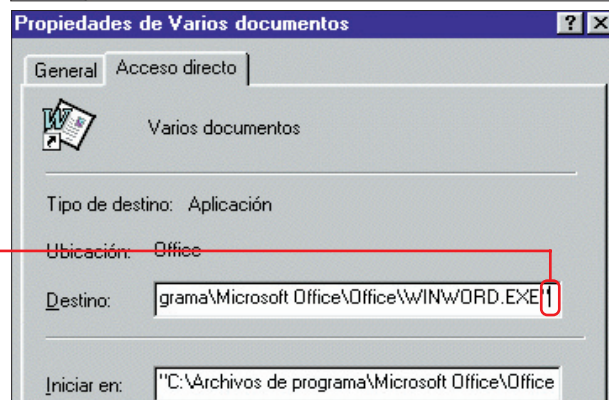 Propiedades de Varios documentos
General Acceso directo
Varios documentos
Tipo de destino: Aplicación
Ubicación: Office
Destino: grama\Microsoft Office\Office\WINWORD.EXE"
Iniciar en: "C:\Archivos de programa\Microsoft Office\Office